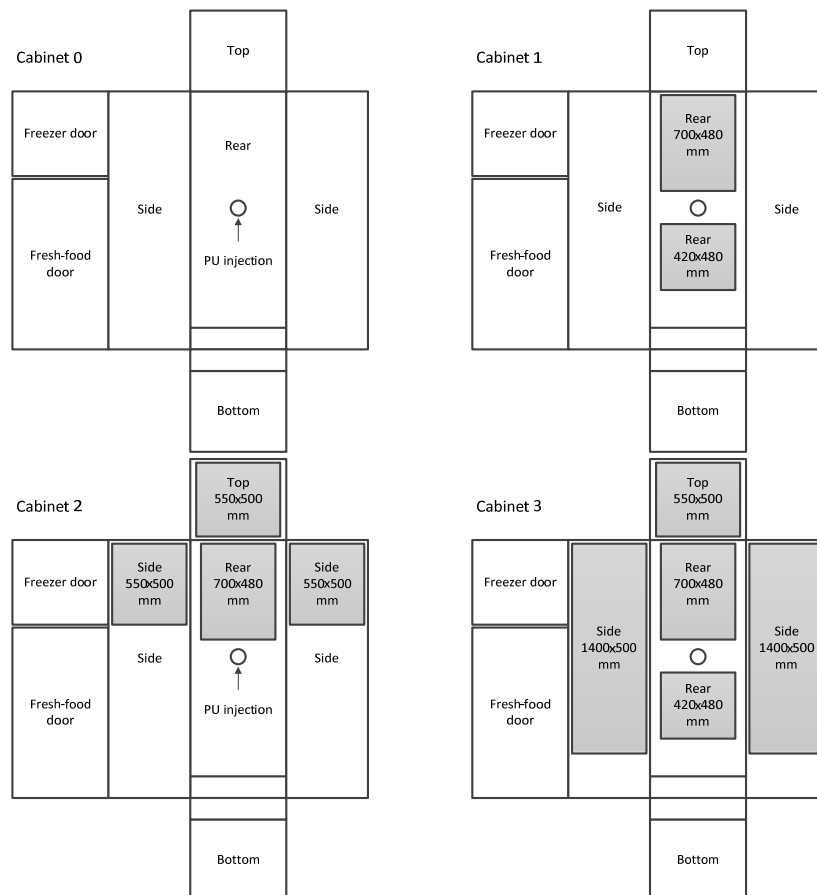 Cabinet 0
Top
Freezer door
Side
Rear
Side
Fresh-food
door
PU injection
Bottom
Cabinet 1
Top
Freezer door
Rear
700x480
mm
Side
Side
Fresh-food
door
Rear
420x480
mm
Bottom
Cabinet 2
Top
550x500
mm
Freezer door
Side
550x500
mm
Rear
700x480
mm
Side
550x500
mm
Side
Side
Fresh-food
door
PU injection
Bottom
Cabinet 3
Top
550x500
mm
Freezer door
Rear
700x480
mm
Side
1400x500
mm
Side
1400x500
mm
Fresh-food
door
Rear
420x480
mm
Bottom